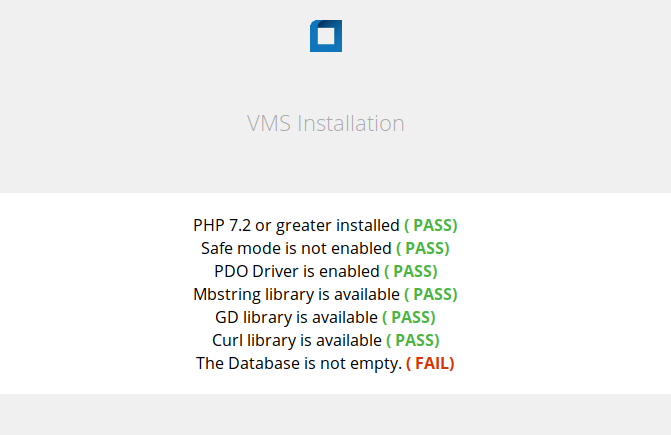 VMS Installation
PHP 7.2 or greater installed ( PASS)
Safe mode is not enabled ( PASS)
PDO Driver is enabled ( PASS)
Mbstring library is available ( PASS)
GD library is available ( PASS)
Curl library is available ( PASS)
The Database is not empty. ( FAIL)